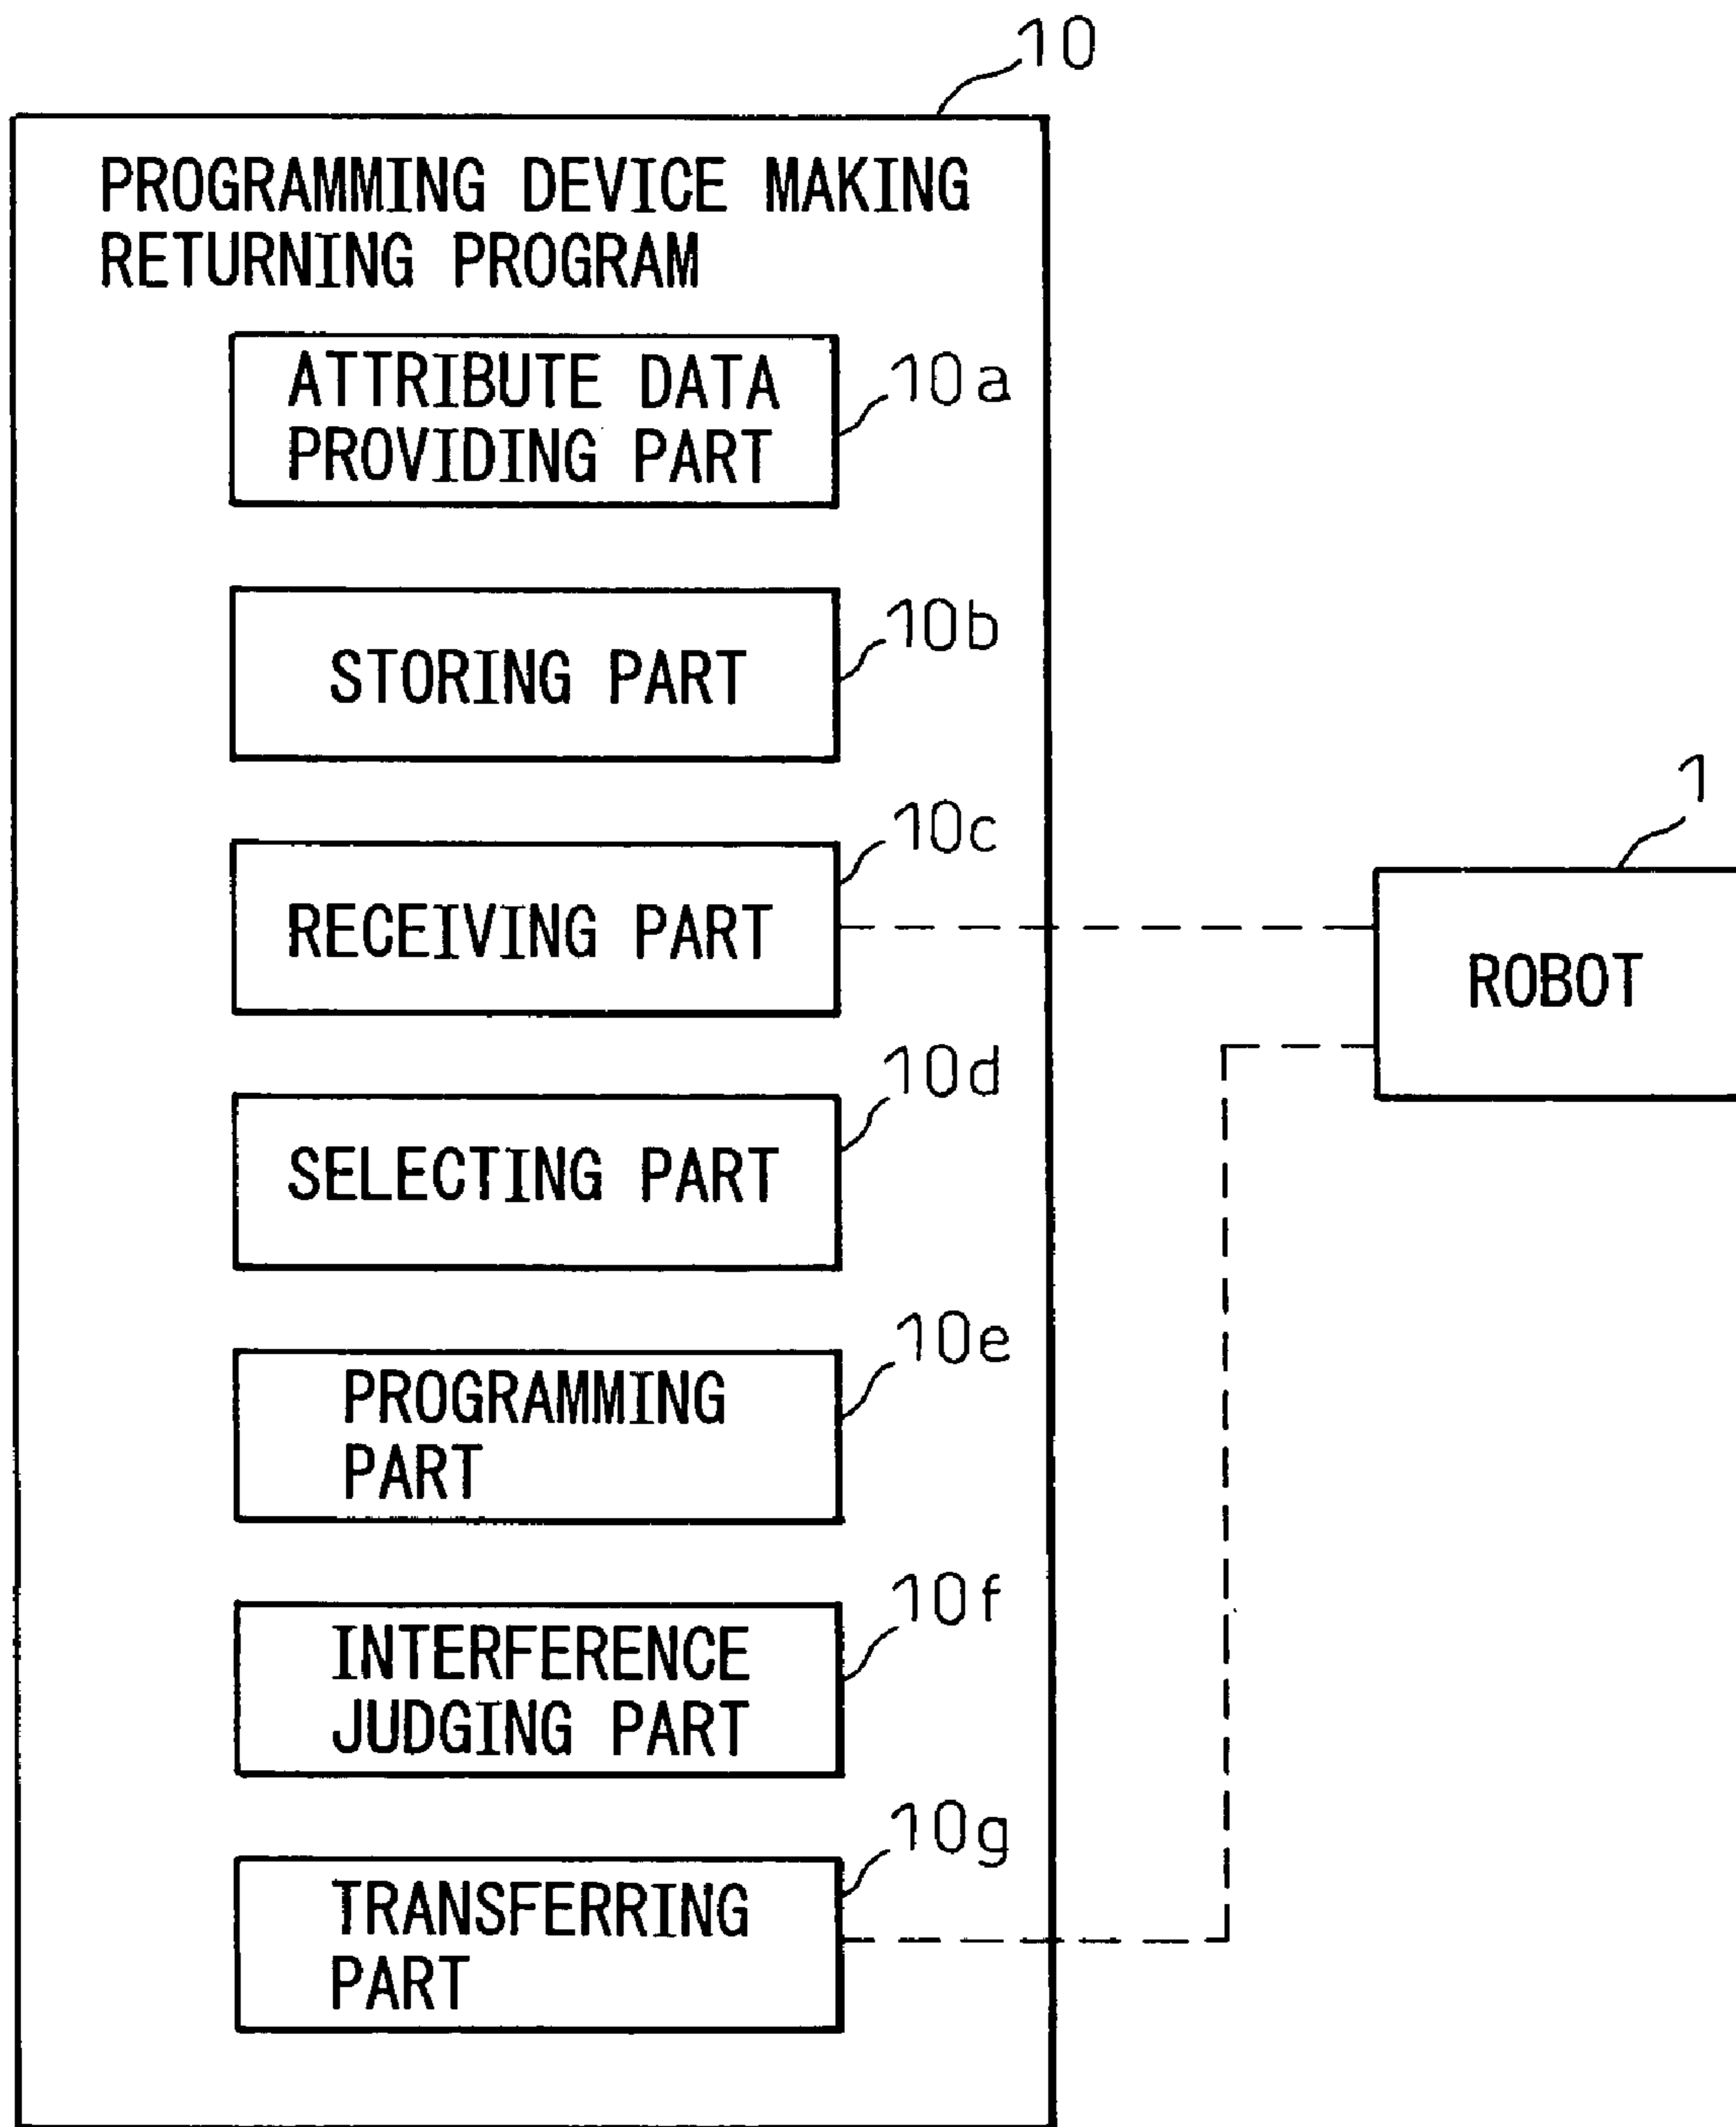 10
PROGRAMMING DEVICE MAKING
RETURNING PROGRAM
ATTRIBUTE DATA
PROVIDING PART
10a
STORING PART
10b
RECEIVING PART
10c
1
ROBOT
SELECTING PART
10d
PROGRAMMING
PART
10e
INTERFERENCE
JUDGING PART
10f
TRANSFERRING
PART
10g